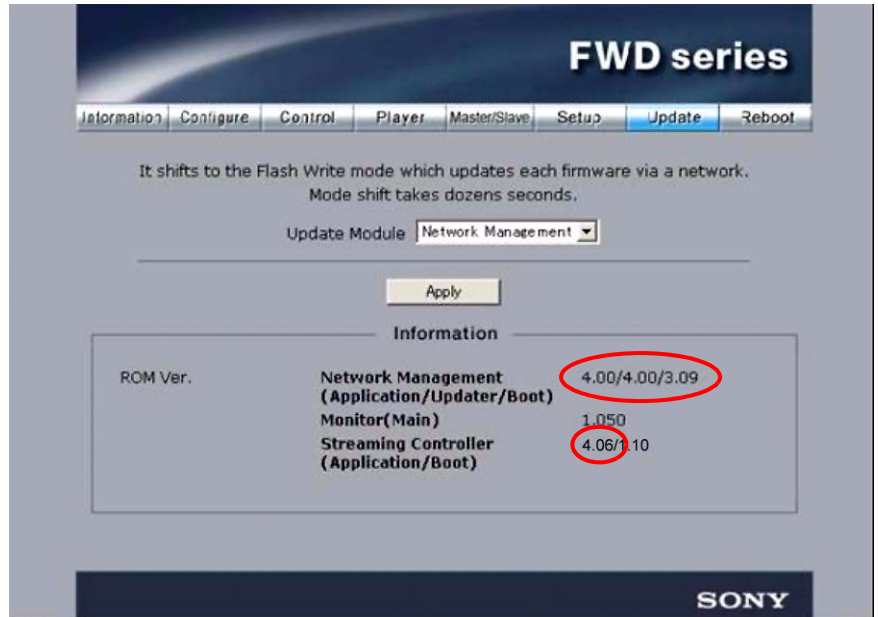 FWD series
Information Configure Control Player Master/Slave Setup Update Reboot
It shifts to the Flash Write mode which updates each firmware via a network.
Mode shift takes dozens seconds.
Update Module Network Management
Apply
Information
ROM Ver. Network Management 4.00/4.00/3.09
(Application/Updater/Boot)
Monitor(Main) 1.050
Streaming Controller 4.06/1.10
(Application/Boot)
SONY